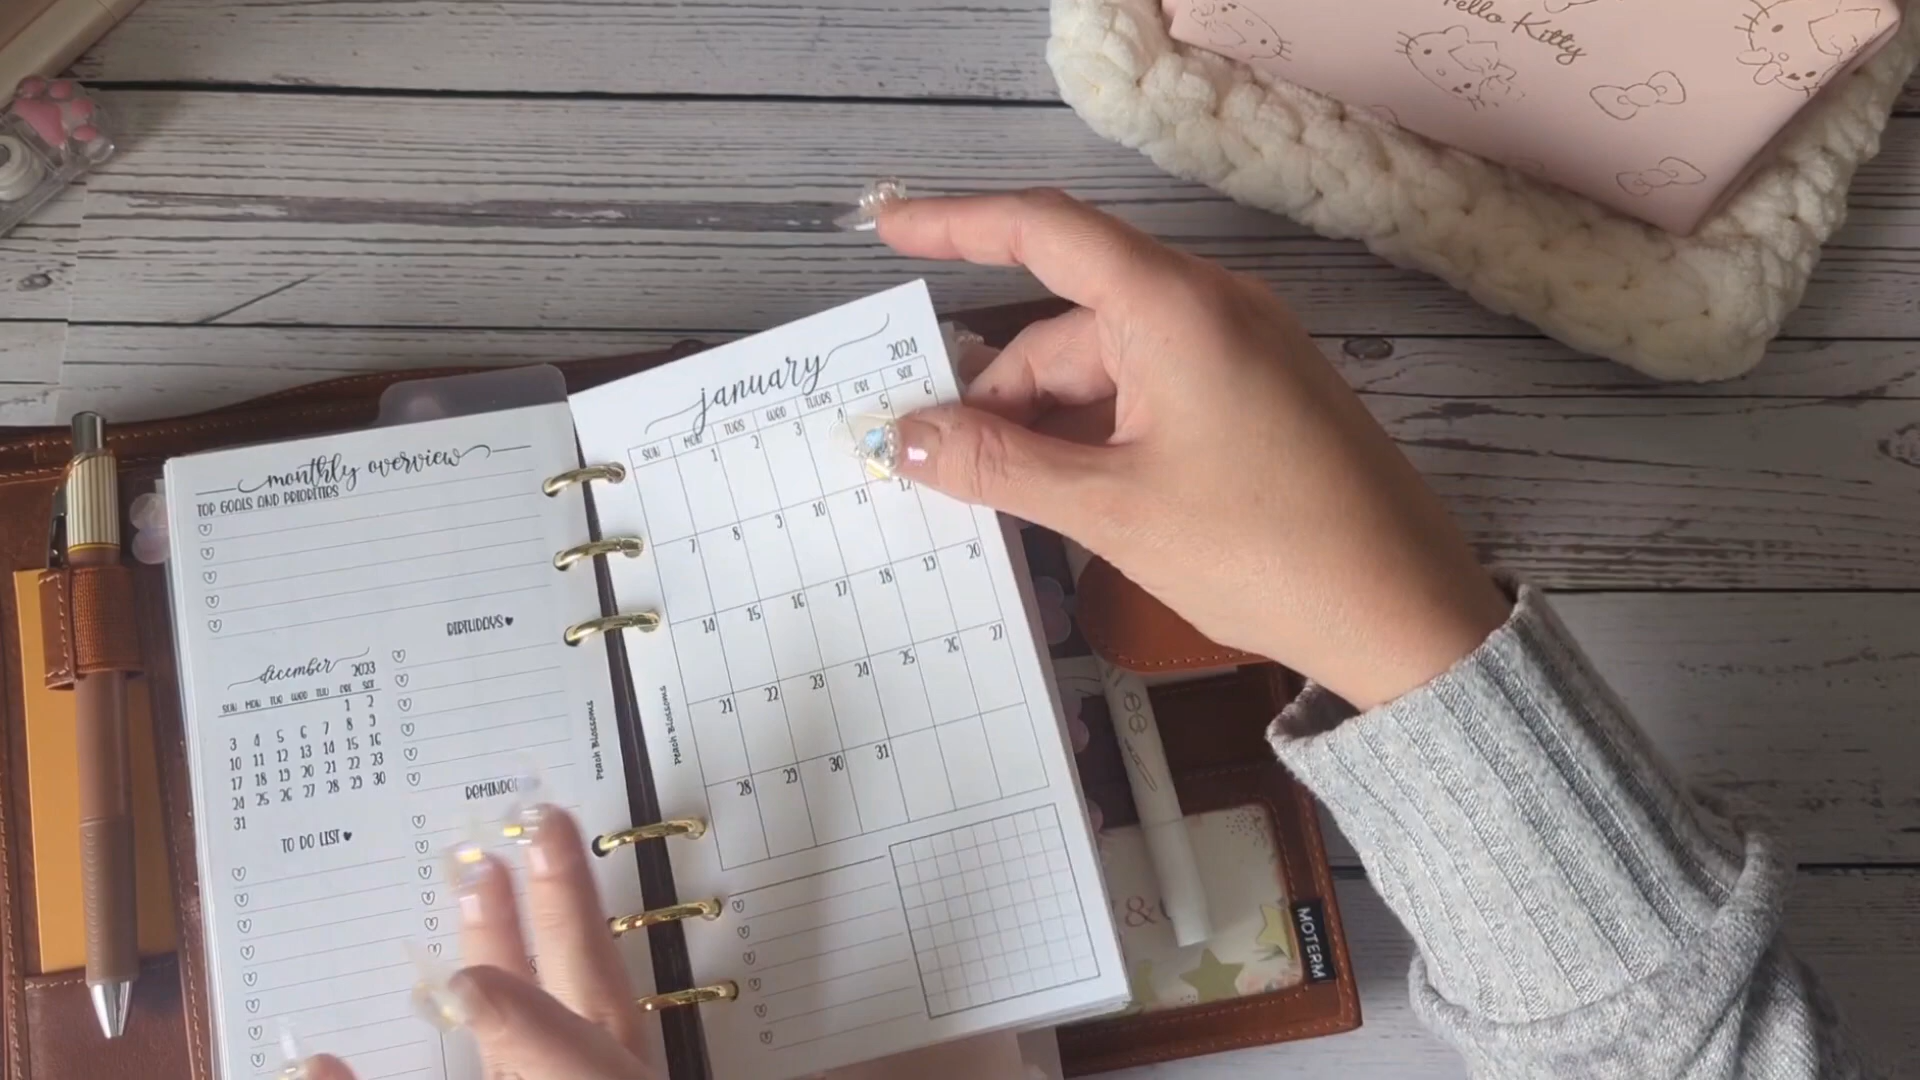 Hello Kitty
monthly overview
TOP GOALS AND PRIORITIES
BIRTHDAYS
december 2023
SUN MON TUE WED THU FRI SAT
1 2
3 4 5 6 7 8 9
10 11 12 13 14 15 16
17 18 19 20 21 22 23
24 25 26 27 28 29 30
31
TO DO LIST
Peach Blossoms
january 2024
SUN MON TUES WED THURS FRI SAT
1 2 3 4 5 6
7 8 9 10 11 12
14 15 16 17 18 19 20
21 22 23 24 25 26 27
28 29 30 31
Peach Blossoms
MOTERM